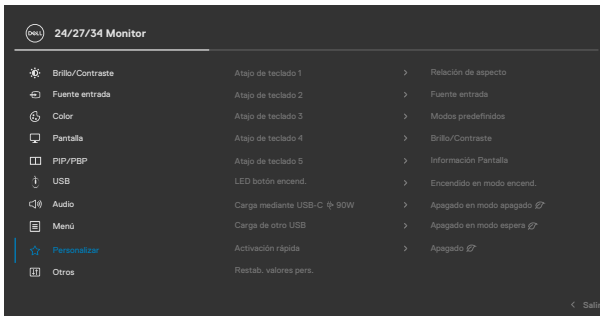 DELL 24/27/34 Monitor
Brillo/Contraste Atajo de teclado 1 > Relación de aspecto
Fuente entrada Atajo de teclado 2 > Fuente entrada
Color Atajo de teclado 3 > Modos predefinidos
Pantalla Atajo de teclado 4 > Brillo/Contraste
PIP/PBP Atajo de teclado 5 > Información Pantalla
USB LED botón encend. > Encendido en modo encend.
Audio Carga mediante USB-C 90W > Apagado en modo apagado
Menú Carga de otro USB > Apagado en modo espera
Personalizar Activación rápida > Apagado
Otros Restab. valores pers.
< Salir